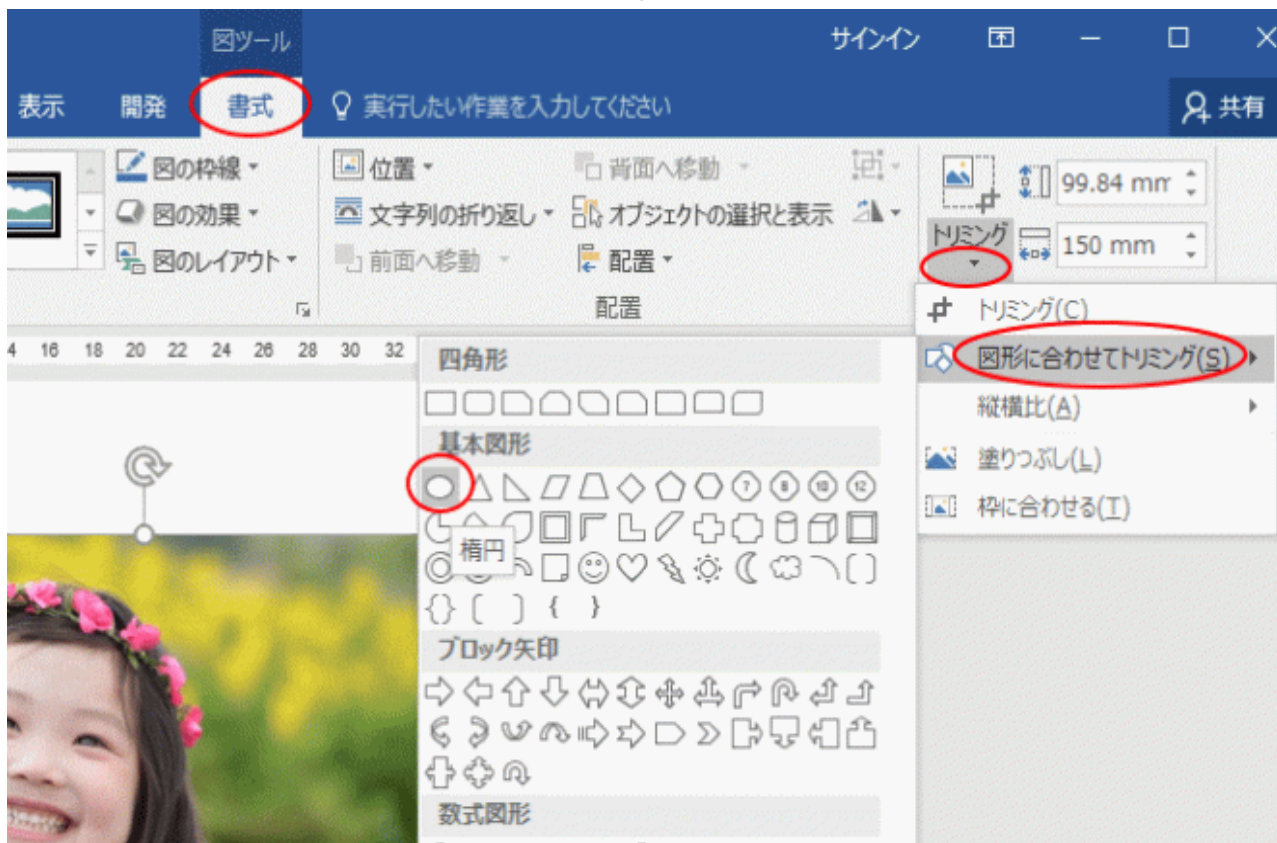 図ツール
サインイン
表示 開発 書式 実行したい作業を入力してください 共有
図の枠線 位置 背面へ移動 99.84 mm
図の効果 文字列の折り返し オブジェクトの選択と表示
トリミング 150 mm
図のレイアウト 前面へ移動 配置
配置
トリミング(C)
図形に合わせてトリミング(S)
縦横比(A)
塗りつぶし(L)
枠に合わせる(T)
4 16 18 20 22 24 26 28 30 32
四角形
基本図形
7 8 10 12
楕円
ブロック矢印
数式図形